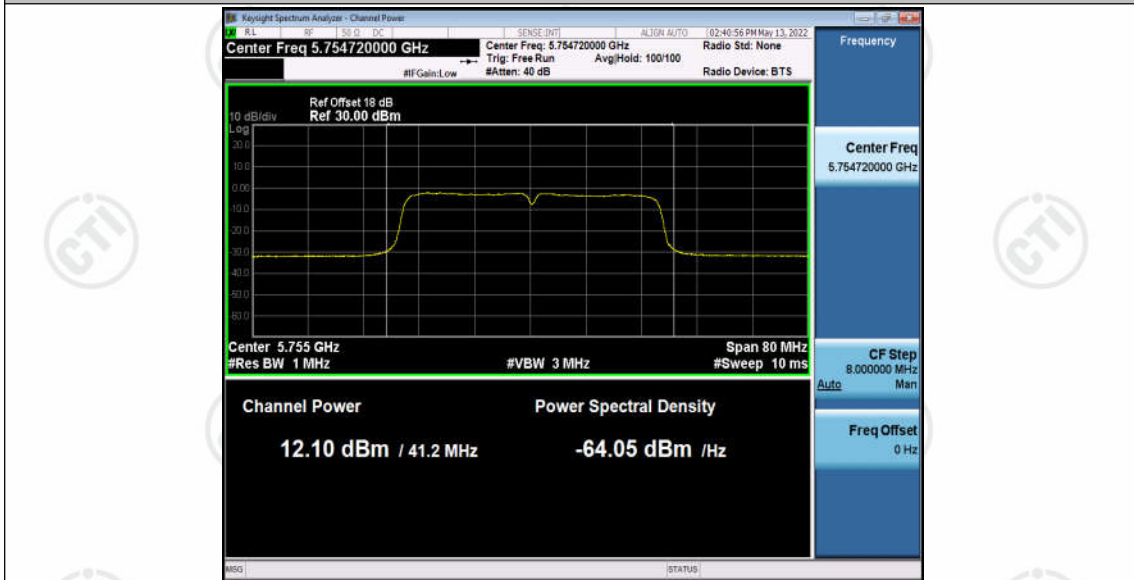 Keysight Spectrum Analyzer - Channel Power
RL RF 50 Ω DC SENSE:INT ALIGN AUTO 02:40:56 PM May 13, 2022
Center Freq 5.754720000 GHz
Center Freq: 5.754720000 GHz
Radio Std: None
Trig: Free Run Avg|Hold: 100/100
#IFGain:Low
#Atten: 40 dB
Radio Device: BTS
Ref Offset 18 dB
10 dB/div Ref 30.00 dBm
Log
20.0
10.0
0.00
-10.0
-20.0
-30.0
-40.0
-50.0
-60.0
Center 5.755 GHz Span 80 MHz
#Res BW 1 MHz #VBW 3 MHz #Sweep 10 ms
Channel Power Power Spectral Density
12.10 dBm / 41.2 MHz -64.05 dBm /Hz
MSG STATUS
Frequency
Center Freq
5.754720000 GHz
CF Step
8.000000 MHz
Auto Man
Freq Offset
0 Hz
CTI
CTI